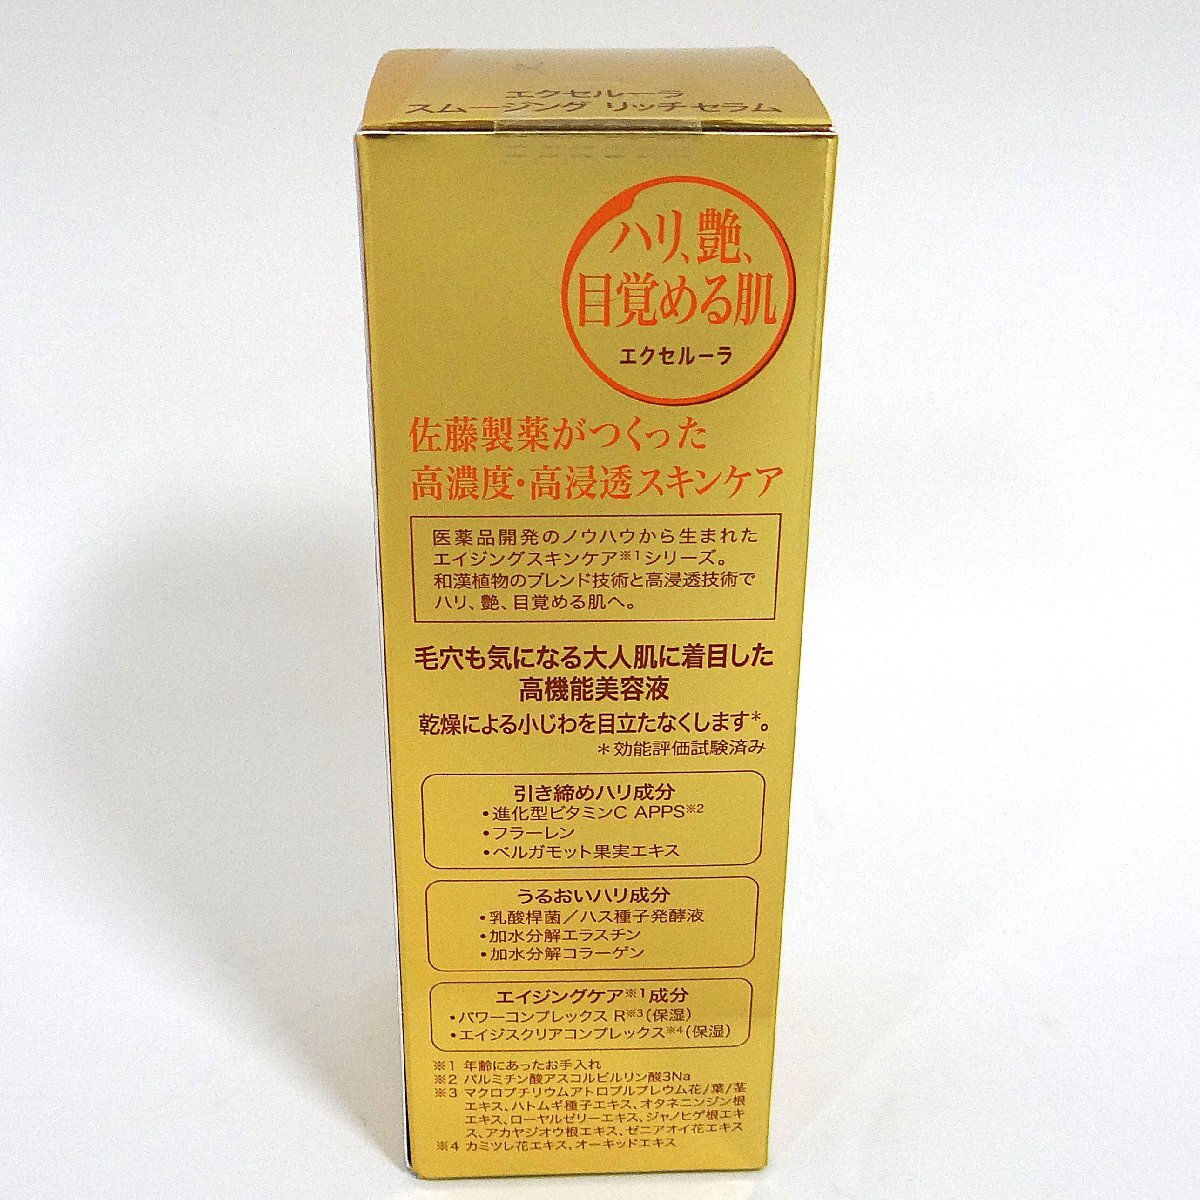 エクセルーラ
スムージング リッチセラム
ハリ、艶、
目覚める肌
エクセルーラ
佐藤製薬がつくった
高濃度・高浸透スキンケア
医薬品開発のノウハウから生まれた
エイジングスキンケア※1シリーズ。
和漢植物のブレンド技術と高浸透技術で
ハリ、艶、目覚める肌へ。
毛穴も気になる大人肌に着目した
高機能美容液
乾燥による小じわを目立たなくします*。
*効能評価試験済み
引き締めハリ成分
・進化型ビタミンC APPS※2
・フラーレン
・ベルガモット果実エキス
うるおいハリ成分
・乳酸桿菌/ハス種子発酵液
・加水分解エラスチン
・加水分解コラーゲン
エイジングケア※1成分
・パワーコンプレックス R※3(保湿)
・エイジスクリアコンプレックス※4(保湿)
※1 年齢にあったお手入れ
※2 パルミチン酸アスコルビルリン酸3Na
※3 マクロプチリウムアトロプルプレウム花/葉/茎
エキス、ハトムギ種子エキス、オタネニンジン根
エキス、ローヤルゼリーエキス、ジャノヒゲ根エキ
ス、アカヤジオウ根エキス、ゼニアオイ花エキス
※4 カミツレ花エキス、オーキッドエキス